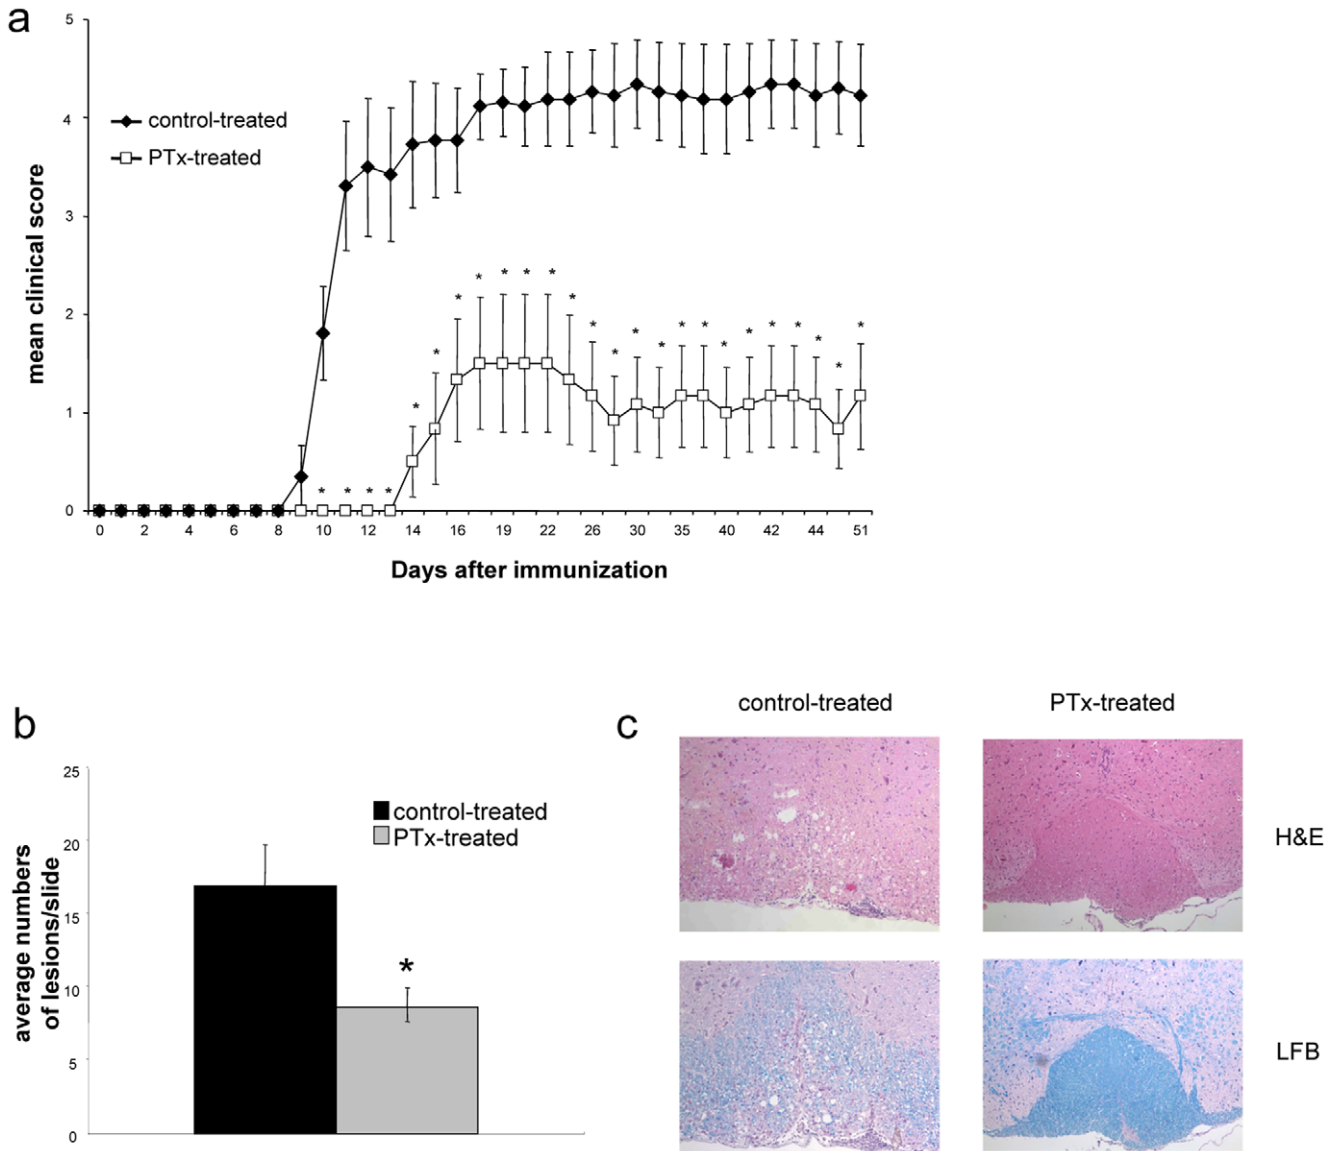 a
5
4
3
2
1
0
mean clinical score
control-treated
PTx-treated
* * * * * * * * * * * * * * * * * * * * * * * * *
0 2 4 6 8 10 12 14 16 19 22 26 30 35 40 42 44 51
Days after immunization
b
25
20
15
10
5
0
average numbers
of lesions/slide
control-treated
PTx-treated
*
c
control-treated PTx-treated
H&E
LFB